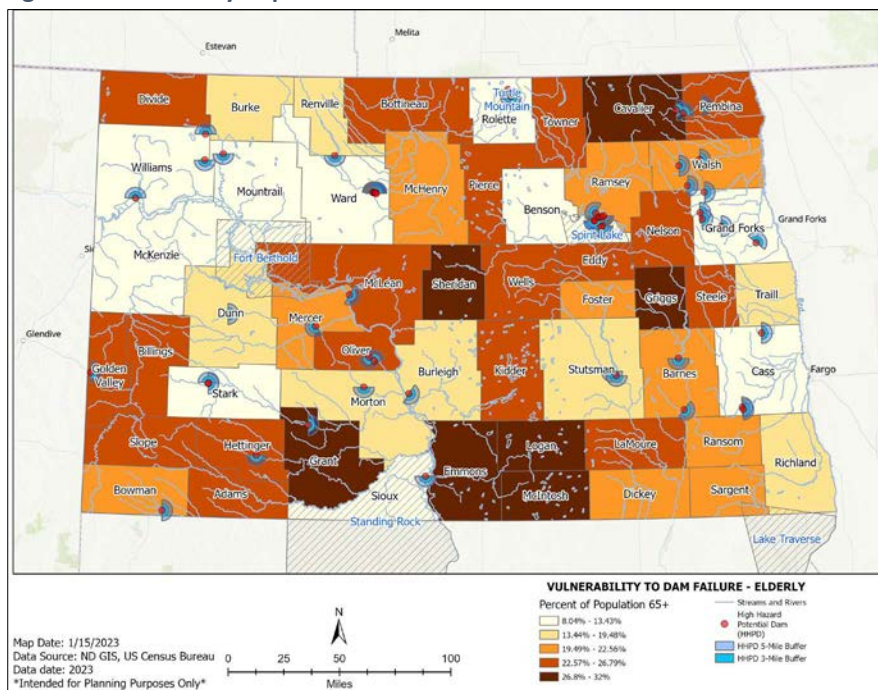 Estevan
Melita
Divide
Burke
Renville
Bottineau
Turtle
Mountain
Rolette
Towner
Cavalier
Pembina
Williams
Mountrail
Ward
McHenry
Pierce
Benson
Ramsey
Walsh
Spirit Lake
Nelson
Grand Forks
Grand Forks
McKenzie
Fort Berthold
McLean
Sheridan
Wells
Eddy
Foster
Griggs
Steele
Traill
Red
Glendive
Dunn
Mercer
Oliver
Golden
Valley
Billings
Stark
Morton
Burleigh
Kidder
Stutsman
Barnes
Cass
Fargo
Slope
Hettinger
Grant
Emmons
Logan
LaMoure
Ransom
Richland
Bowman
Adams
Sioux
McIntosh
Dickey
Sargent
Standing Rock
Lake Traverse
VULNERABILITY TO DAM FAILURE - ELDERLY
Percent of Population 65+
8.04% - 13.43%
13.44% - 19.48%
19.49% - 22.56%
22.57% - 26.79%
26.8% - 32%
Streams and Rivers
High Hazard
Potential Dam
(HHPD)
HHPD 5-Mile Buffer
HHPD 3-Mile Buffer
N
0 50 100
Miles
Map Date: 1/15/2023
Data Source: ND GIS, US Census Bureau
Data date: 2023
*Intended for Planning Purposes Only*